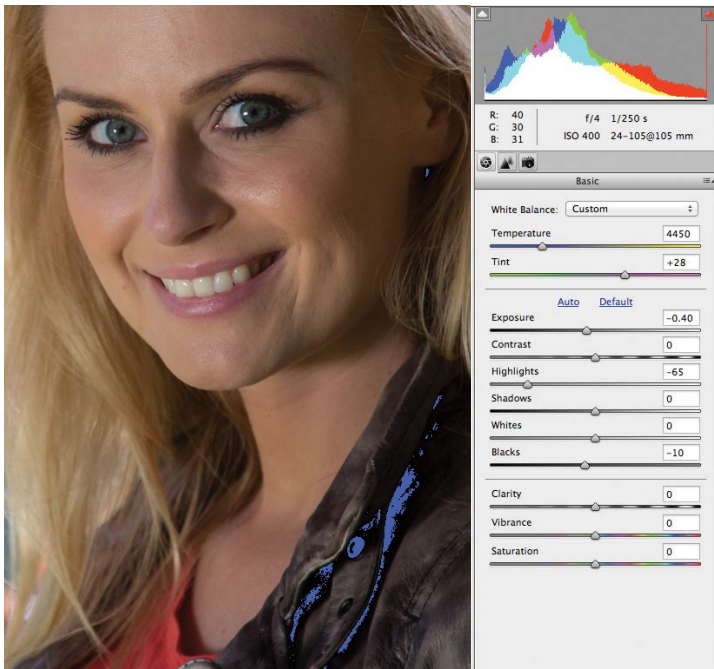 R: 40
G: 30
B: 31
f/4 1/250 s
ISO 400 24–105@105 mm
Basic
White Balance: Custom
Temperature 4450
Tint +28
Auto Default
Exposure −0.40
Contrast 0
Highlights −65
Shadows 0
Whites 0
Blacks −10
Clarity 0
Vibrance 0
Saturation 0